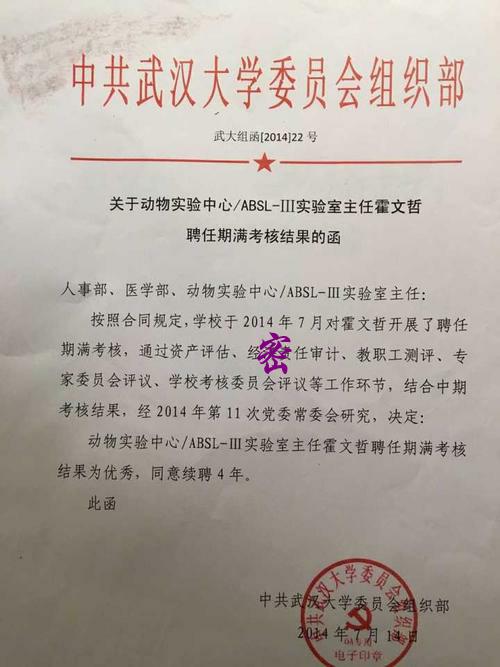 中共武汉大学委员会组织部
武大组函[2014]22 号
关于动物实验中心/ABSL-III实验室主任霍文哲
聘任期满考核结果的函
人事部、医学部、动物实验中心/ABSL-III实验室主任：
按照合同规定，学校于 2014 年 7 月对霍文哲开展了聘任
期满考核，通过资产评估、经 密 责任审计、教职工测评、专
家委员会评议、学校考核委员会评议等工作环节，结合中期
考核结果，经 2014 年第 11 次党委常委会研究，决定：
动物实验中心/ABSL-III实验室主任霍文哲聘任期满考核
结果为优秀，同意续聘 4 年。
此函
中共武汉大学委员会组织部
2014 年 7 月 14 日
中共武汉大学委员会组织部
OA专用
电子印章